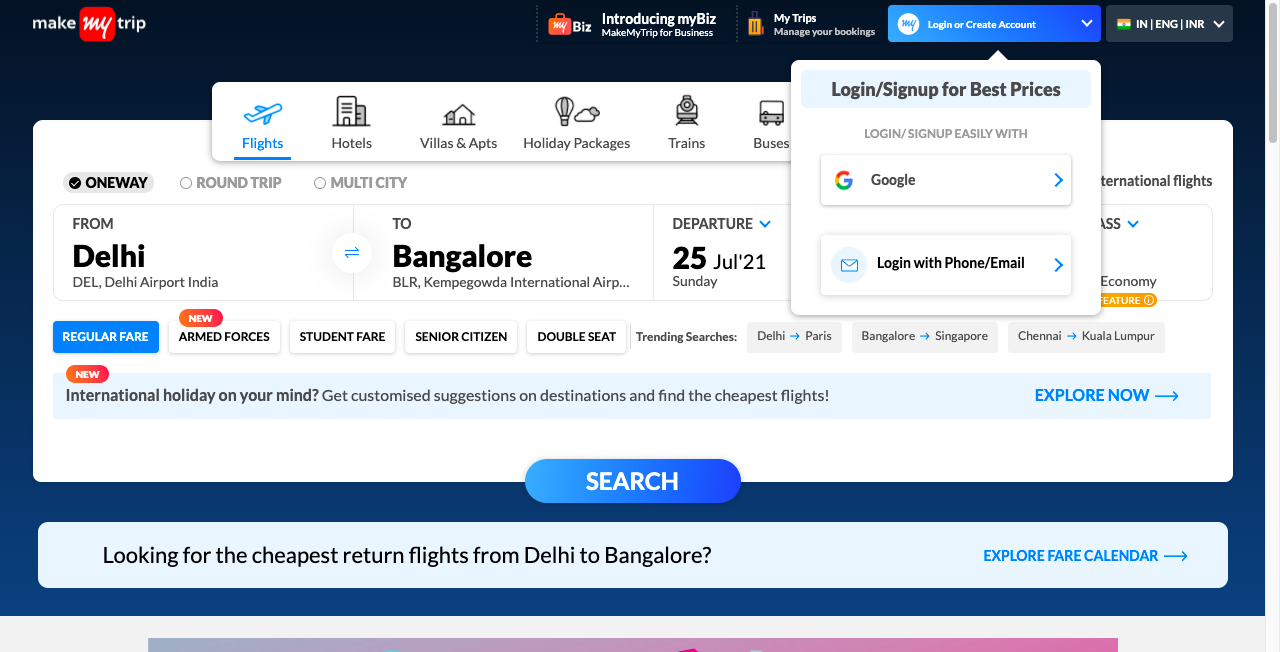 make my trip
my Biz
Introducing myBiz
MakeMyTrip for Business
My Trips
Manage your bookings
my
Login or Create Account
IN | ENG | INR
Login/Signup for Best Prices
LOGIN/ SIGNUP EASILY WITH
Google
Login with Phone/Email
Flights
Hotels
Villas & Apts
Holiday Packages
Trains
Buses
ONEWAY
ROUND TRIP
MULTI CITY
ternational flights
FROM
Delhi
DEL, Delhi Airport India
TO
Bangalore
BLR, Kempegowda International Airp...
DEPARTURE
25 Jul'21
Sunday
ASS
Economy
FEATURE
REGULAR FARE
NEW
ARMED FORCES
STUDENT FARE
SENIOR CITIZEN
DOUBLE SEAT
Trending Searches:
Delhi → Paris
Bangalore → Singapore
Chennai → Kuala Lumpur
NEW
International holiday on your mind? Get customised suggestions on destinations and find the cheapest flights!
EXPLORE NOW
SEARCH
Looking for the cheapest return flights from Delhi to Bangalore?
EXPLORE FARE CALENDAR